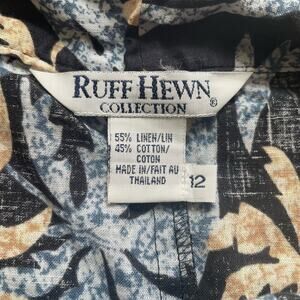 RUFF HEWN
COLLECTION ®
55% LINEN/LIN
45% COTTON/
COTON
MADE IN/FAIT AU
THAILAND
12